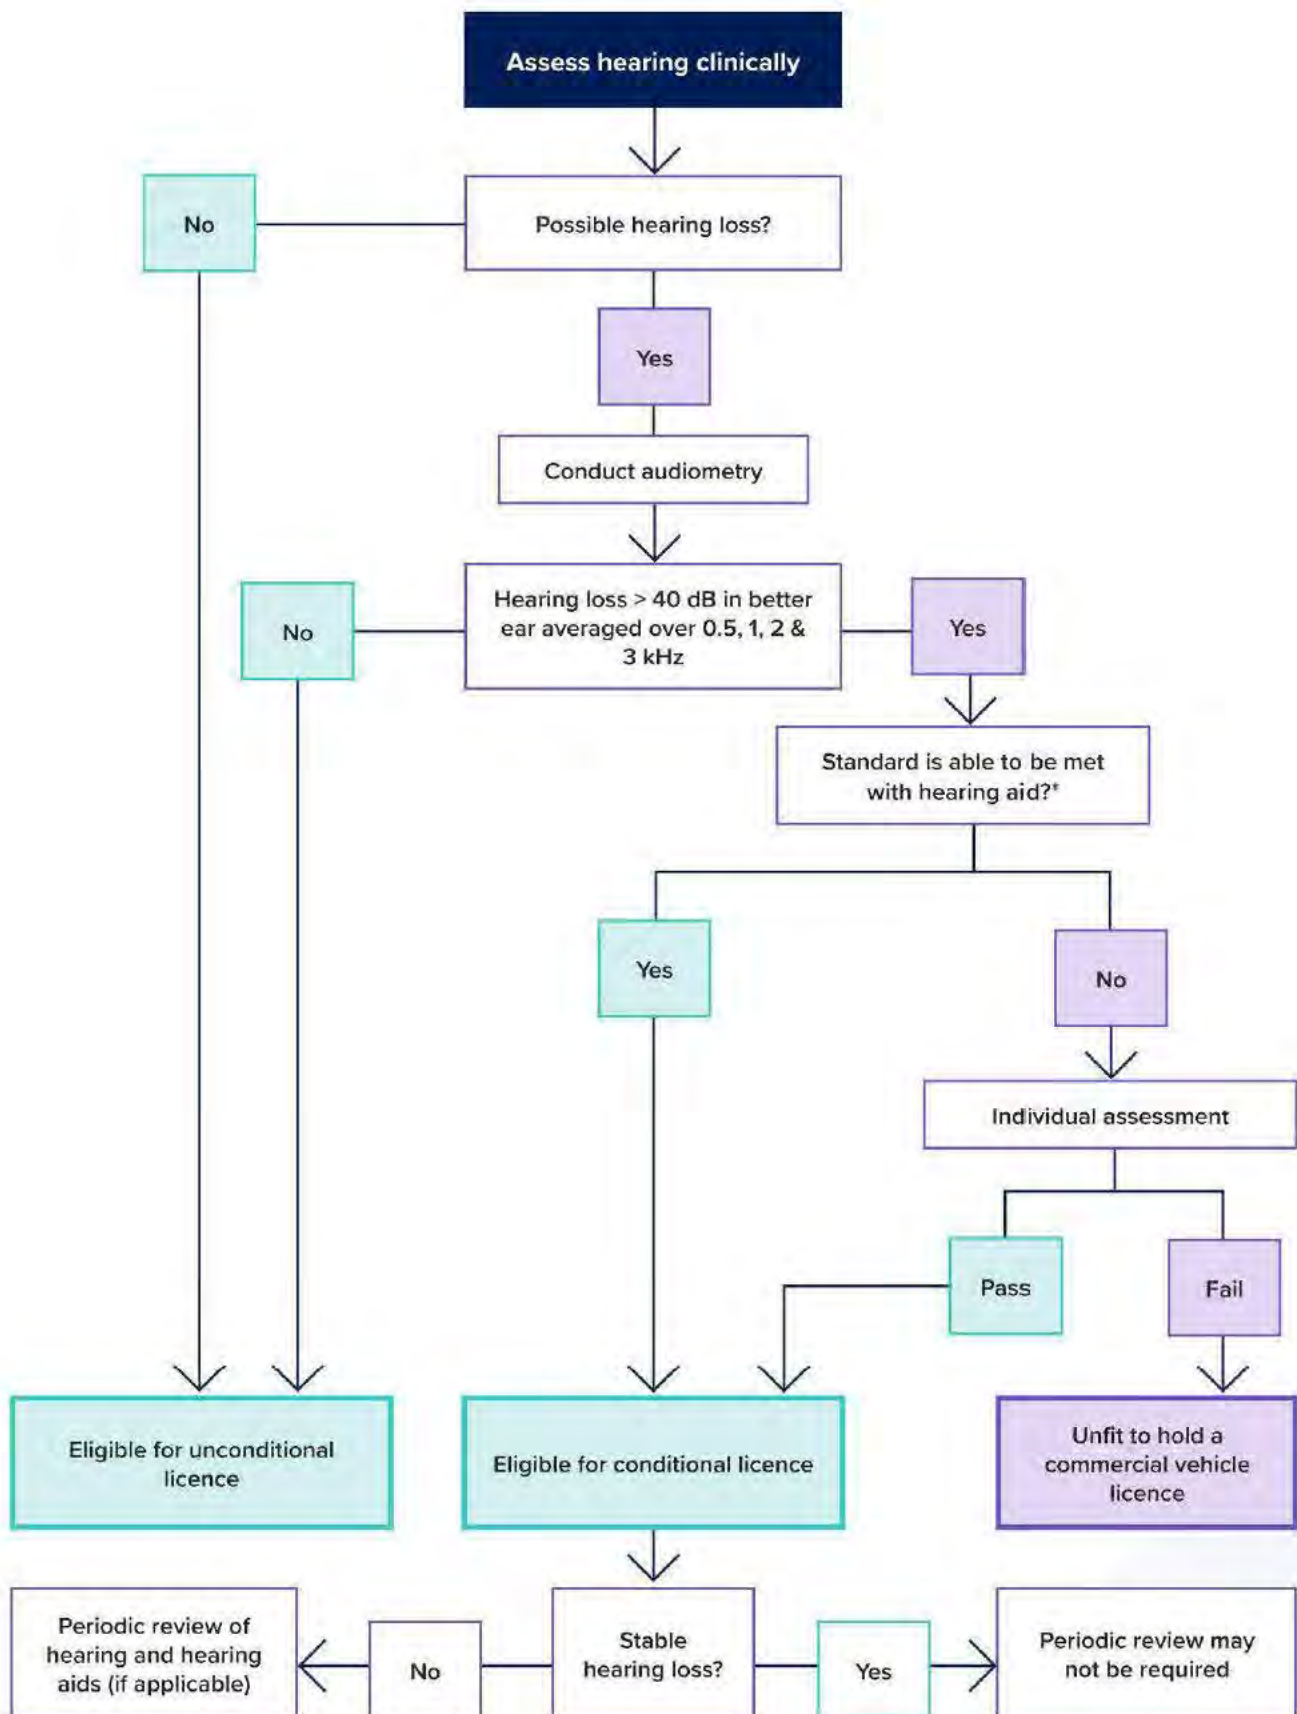 Assess hearing clinically
No
Possible hearing loss?
Yes
Conduct audiometry
No
Hearing loss > 40 dB in better
ear averaged over 0.5, 1, 2 &
3 kHz
Yes
Standard is able to be met
with hearing aid?*
Yes
No
Individual assessment
Pass
Fail
Eligible for unconditional
licence
Eligible for conditional licence
Unfit to hold a
commercial vehicle
licence
Periodic review of
hearing and hearing
aids (if applicable)
No
Stable
hearing loss?
Yes
Periodic review may
not be required